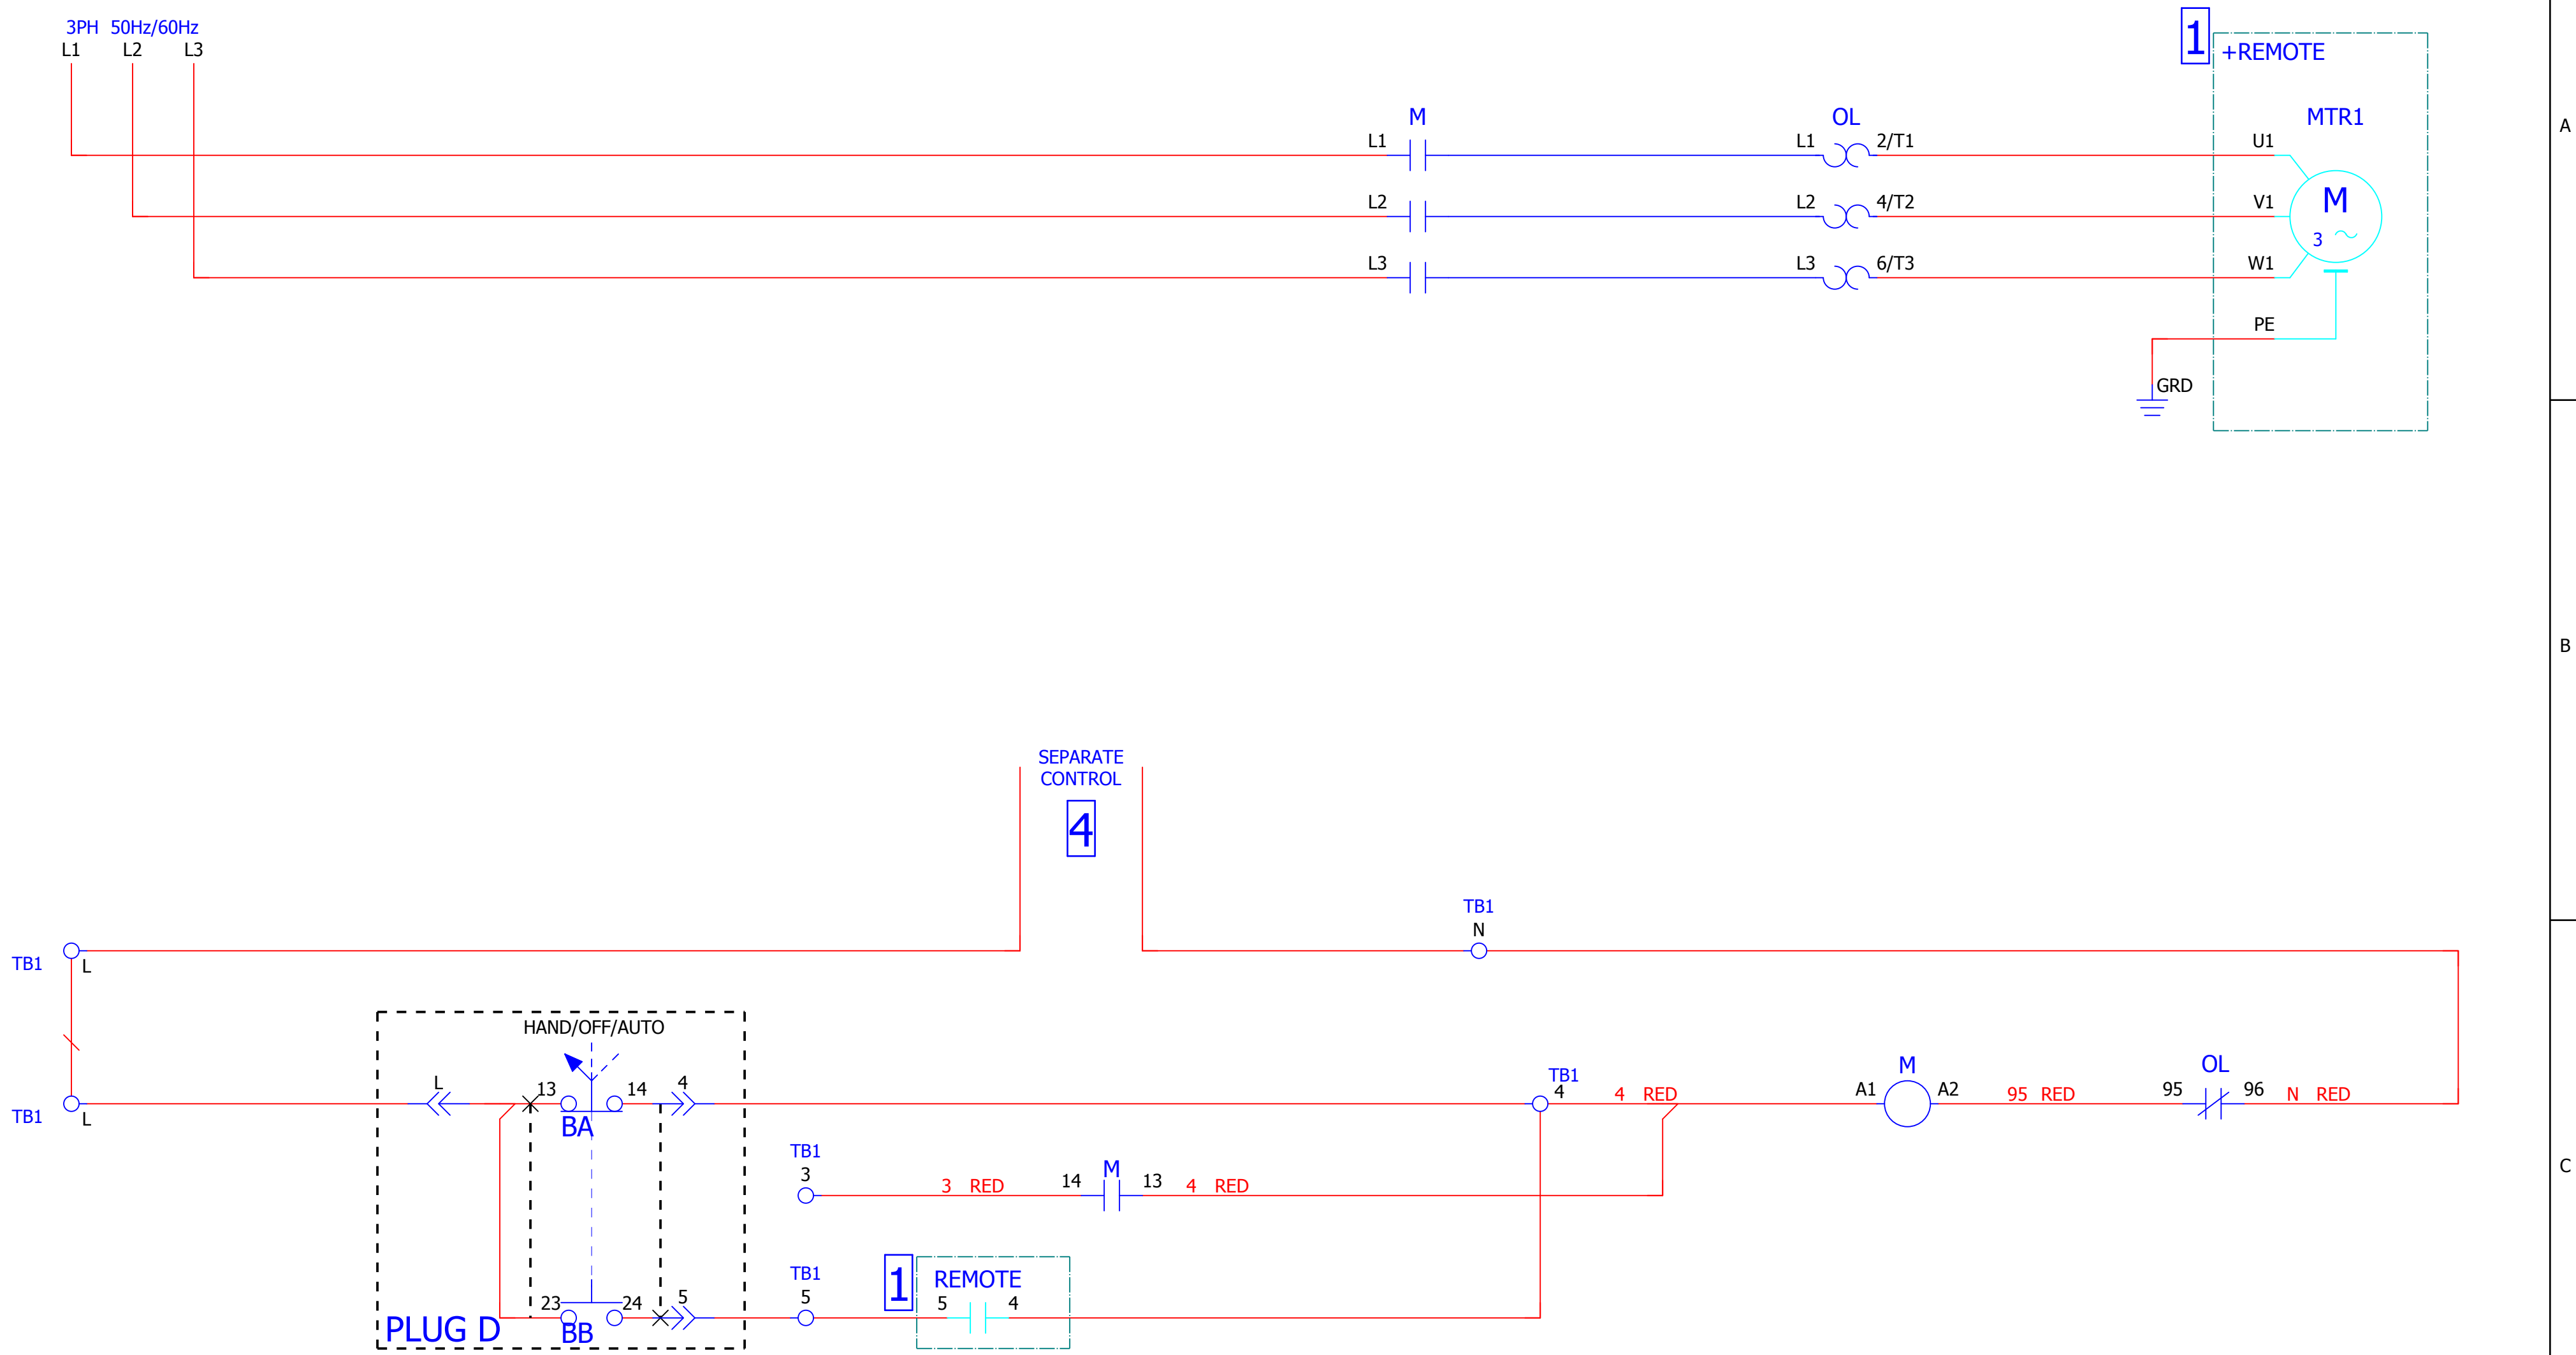 3PH 50Hz/60Hz
L1 L2 L3
1
+REMOTE
A
M
OL
MTR1
L1
L1
2/T1
U1
L2
L2
4/T2
V1
M
3
L3
L3
6/T3
W1
PE
GRD
B
SEPARATE
CONTROL
4
TB1
N
TB1
L
HAND/OFF/AUTO
TB1
L
L
13
14
4
BA
TB1
4
4 RED
A1
M
A2
95 RED
95
OL
96
N RED
TB1
3
3 RED
14
M
13
4 RED
C
TB1
5
1
REMOTE
5
4
23
24
5
BB
PLUG D